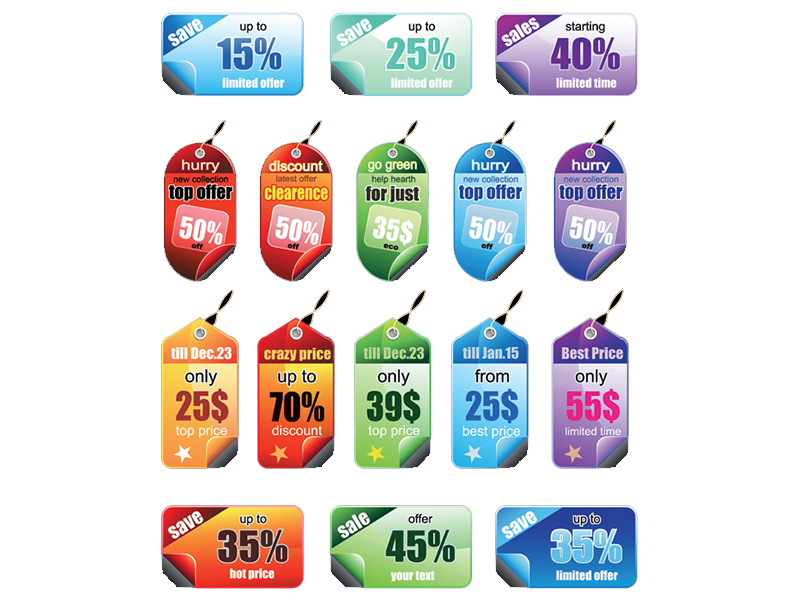 save
up to
15%
limited offer
save
up to
25%
limited offer
sales
starting
40%
limited time
hurry
new collection
top offer
50%
off
discount
latest offer
clearence
50%
off
go green
help hearth
for just
35$
eco
hurry
new collection
top offer
50%
off
hurry
new collection
top offer
50%
off
till Dec.23
only
25$
top price
crazy price
up to
70%
discount
till Dec.23
only
39$
top price
till Jan.15
from
25$
best price
Best Price
only
55$
limited time
save
up to
35%
hot price
sale
offer
45%
your text
save
up to
35%
limited offer